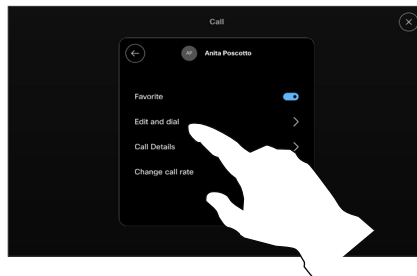 Call
AP Anita Poscotto
Favorite
Edit and dial
Call Details
Change call rate